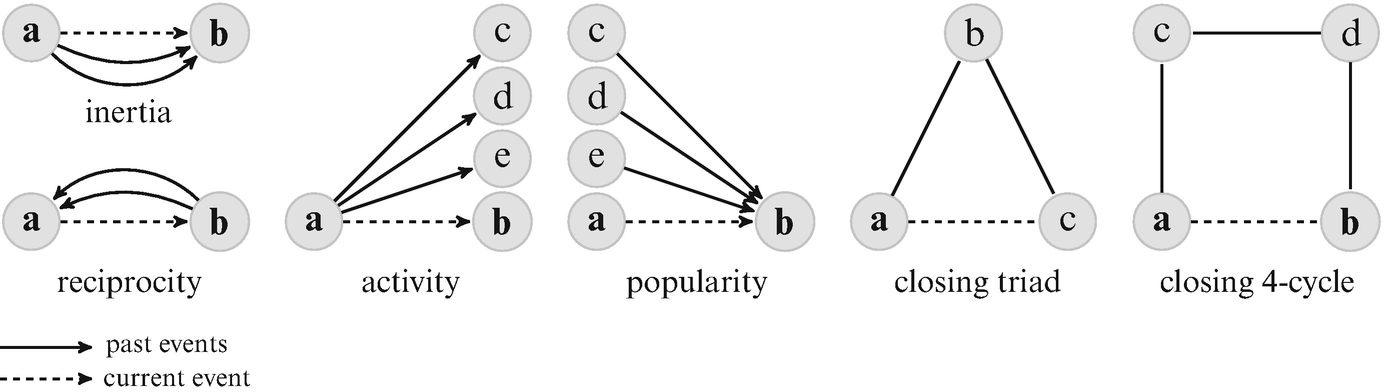 a b
inertia
a b
reciprocity
c
d
e
a b
activity
c
d
e
a b
popularity
b
a c
closing triad
c d
a b
closing 4-cycle
past events
current event